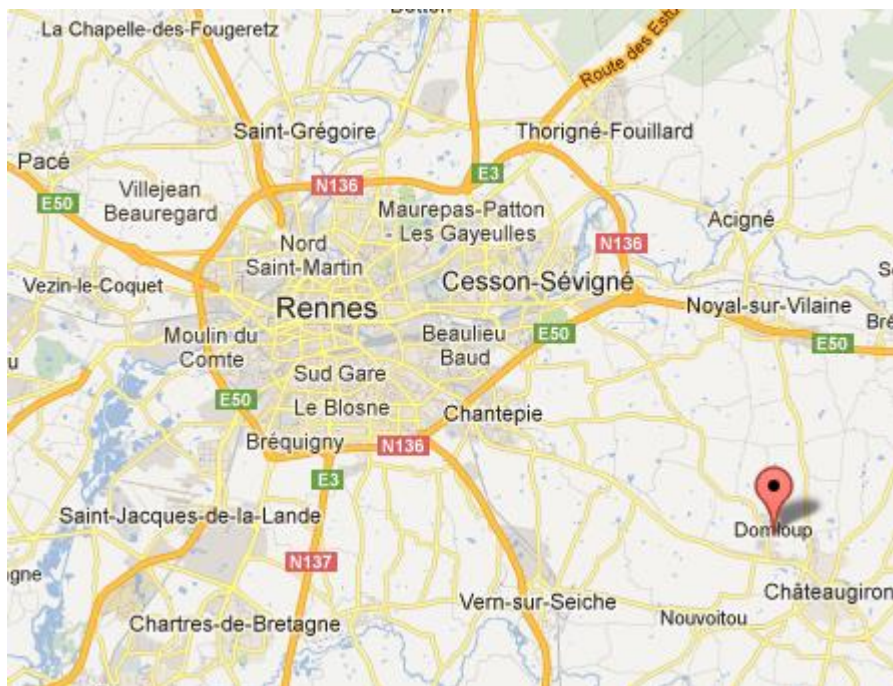 Betton
La Chapelle-des-Fougeretz
Route des Estu
Saint-Grégoire
Thorigné-Fouillard
Pacé
E3
N136
Villejean
Beauregard
E50
Maurepas-Patton
- Les Gayeulles
Acigné
Nord
Saint-Martin
N136
Vezin-le-Coquet
Cesson-Sévigné
Rennes
Noyal-sur-Vilaine
Bré
Moulin du
Comte
Beaulieu
Baud
E50
E50
u
Sud Gare
E50
Le Blosne
Chantepie
Bréquigny
N136
E3
Saint-Jacques-de-la-Lande
Domloup
N137
gne
Châteaugiron
Vern-sur-Seiche
Nouvoitou
Chartres-de-Bretagne